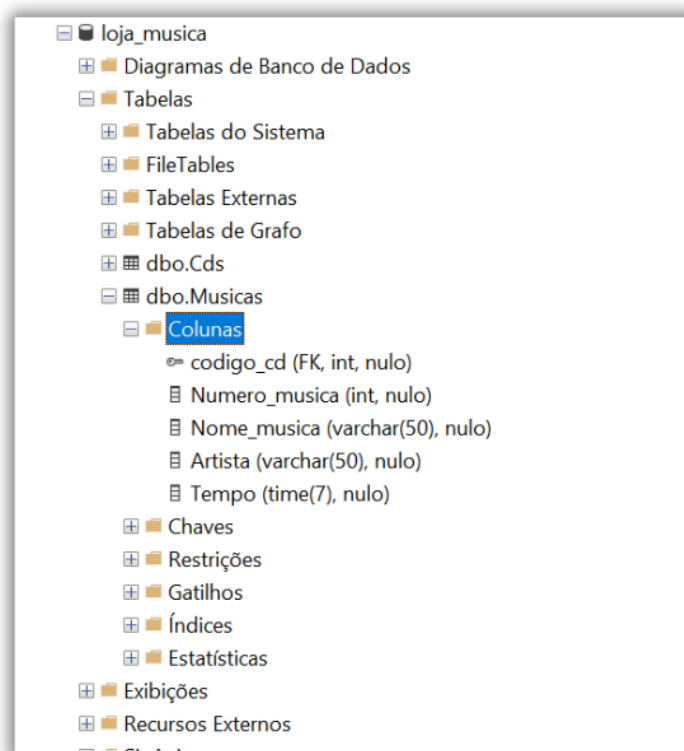 loja_musica
Diagramas de Banco de Dados
Tabelas
Tabelas do Sistema
FileTables
Tabelas Externas
Tabelas de Grafo
dbo.Cds
dbo.Musicas
Colunas
codigo_cd (FK, int, nulo)
Numero_musica (int, nulo)
Nome_musica (varchar(50), nulo)
Artista (varchar(50), nulo)
Tempo (time(7), nulo)
Chaves
Restrições
Gatilhos
Índices
Estatísticas
Exibições
Recursos Externos